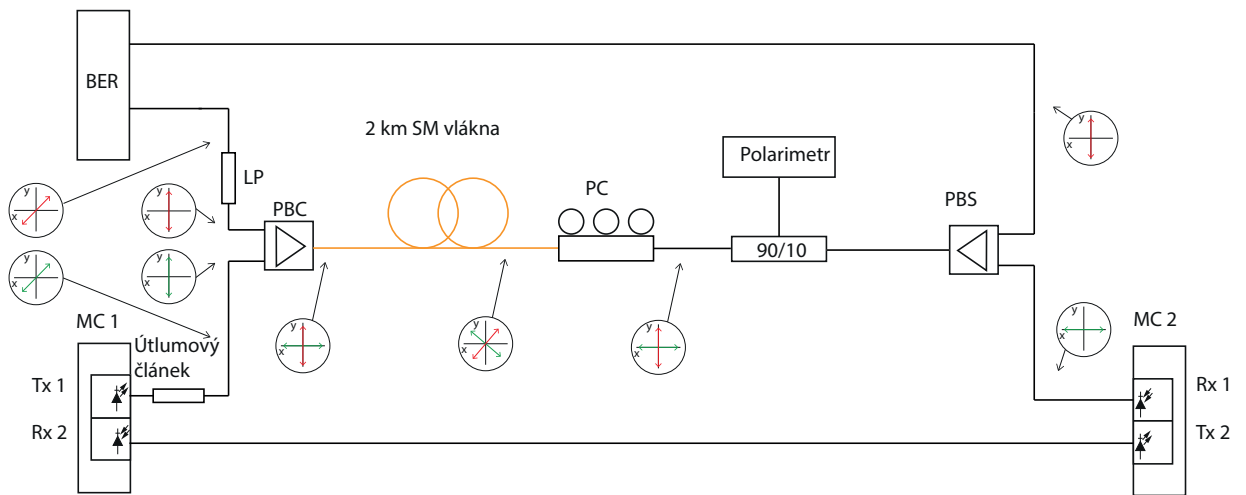 BER
2 km SM vlákna
Polarimetr
LP
PC
PBC
PBS
90/10
y
x
y
x
y
x
y
x
y
x
y
x
y
x
y
x
y
x
MC 1
Útlumový
článek
MC 2
Tx 1
Rx 2
Rx 1
Tx 2